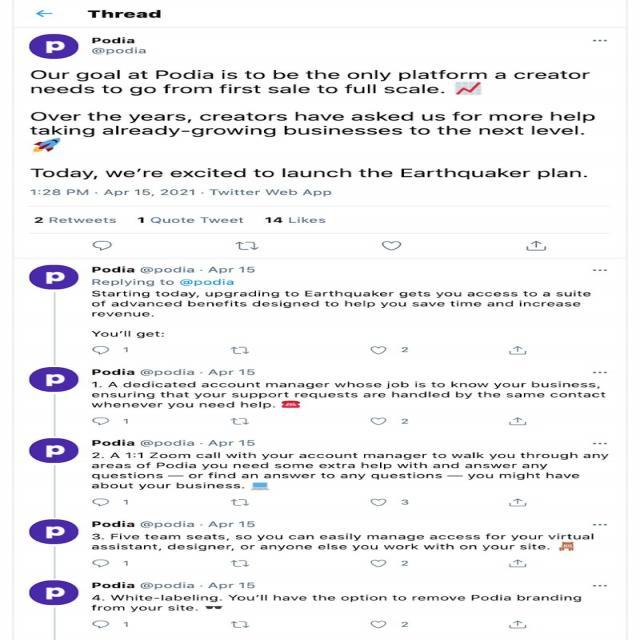 Thread
Podia
@podia
Our goal at Podia is to be the only platform a creator
needs to go from first sale to full scale. 📈
Over the years, creators have asked us for more help
taking already-growing businesses to the next level.
🚀
Today, we’re excited to launch the Earthquaker plan.
1:28 PM · Apr 15, 2021 · Twitter Web App
2 Retweets 1 Quote Tweet 14 Likes
Podia @podia · Apr 15
Replying to @podia
Starting today, upgrading to Earthquaker gets you access to a suite
of advanced benefits designed to help you save time and increase
revenue.
You’ll get:
1 2
Podia @podia · Apr 15
1. A dedicated account manager whose job is to know your business,
ensuring that your support requests are handled by the same contact
whenever you need help. ☎️
1 2
Podia @podia · Apr 15
2. A 1:1 Zoom call with your account manager to walk you through any
areas of Podia you need some extra help with and answer any
questions — or find an answer to any questions — you might have
about your business. 💻
1 3
Podia @podia · Apr 15
3. Five team seats, so you can easily manage access for your virtual
assistant, designer, or anyone else you work with on your site.
1 2
Podia @podia · Apr 15
4. White-labeling. You’ll have the option to remove Podia branding
from your site. 🕶️
1 2